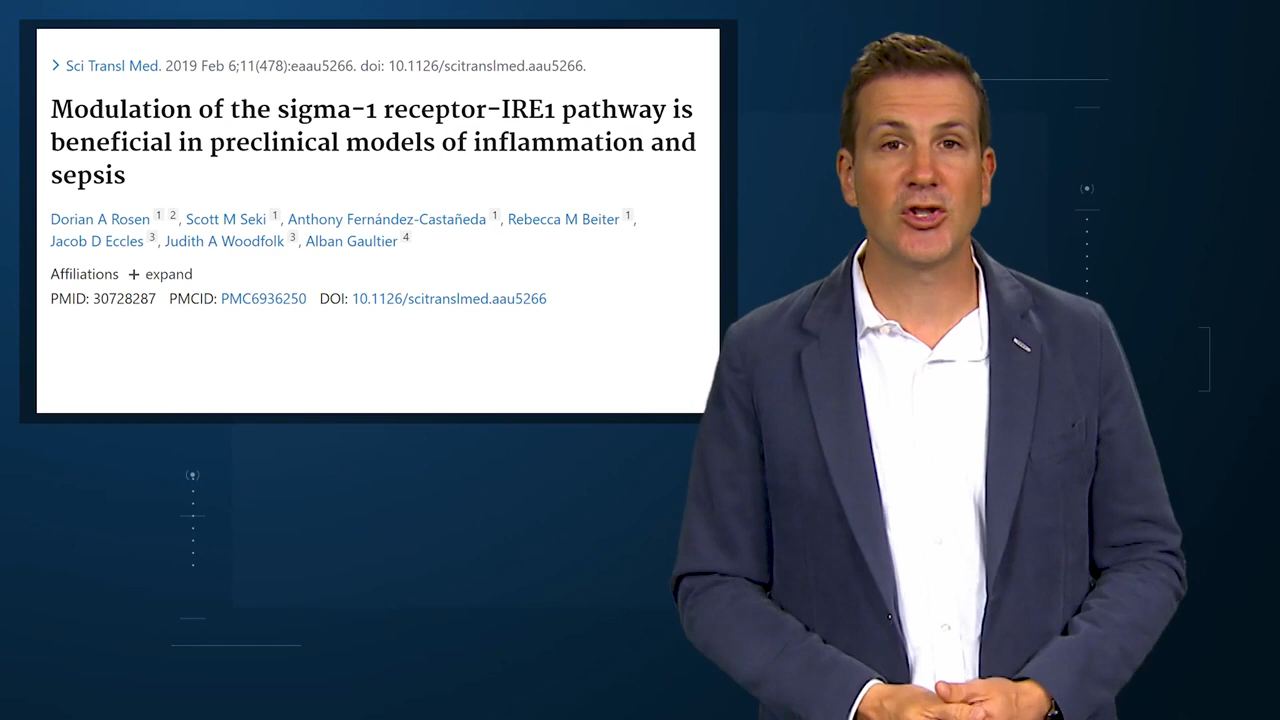 > Sci Transl Med. 2019 Feb 6;11(478):eaau5266. doi: 10.1126/scitranslmed.aau5266.
Modulation of the sigma-1 receptor-IRE1 pathway is
beneficial in preclinical models of inflammation and
sepsis
Dorian A Rosen 1 2, Scott M Seki 1, Anthony Fernández-Castañeda 1, Rebecca M Beiter 1,
Jacob D Eccles 3, Judith A Woodfolk 3, Alban Gaultier 4
Affiliations + expand
PMID: 30728287 PMCID: PMC6936250 DOI: 10.1126/scitranslmed.aau5266